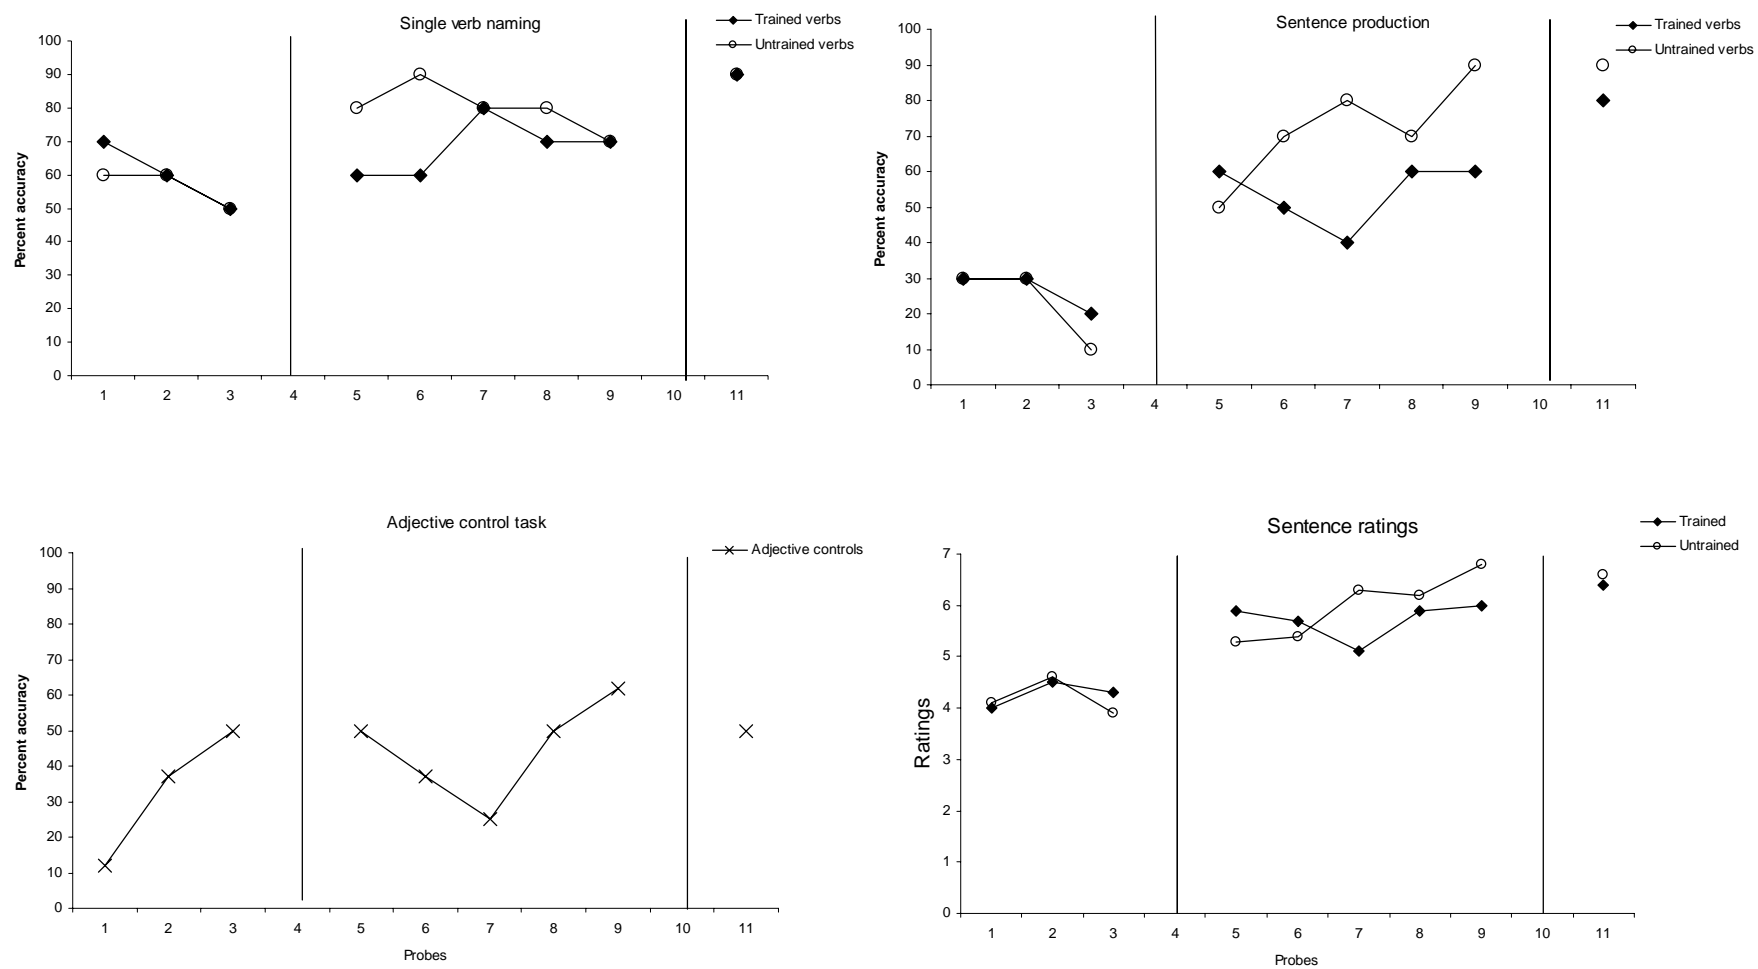 Single verb naming
Trained verbs
Untrained verbs
Percent accuracy
100
90
80
70
60
50
40
30
20
10
0
1 2 3 4 5 6 7 8 9 10 11
Sentence production
Trained verbs
Untrained verbs
Percent accuracy
100
90
80
70
60
50
40
30
20
10
0
1 2 3 4 5 6 7 8 9 10 11
Adjective control task
Adjective controls
Percent accuracy
100
90
80
70
60
50
40
30
20
10
0
1 2 3 4 5 6 7 8 9 10 11
Probes
Sentence ratings
Trained
Untrained
Ratings
7
6
5
4
3
2
1
0
1 2 3 4 5 6 7 8 9 10 11
Probes